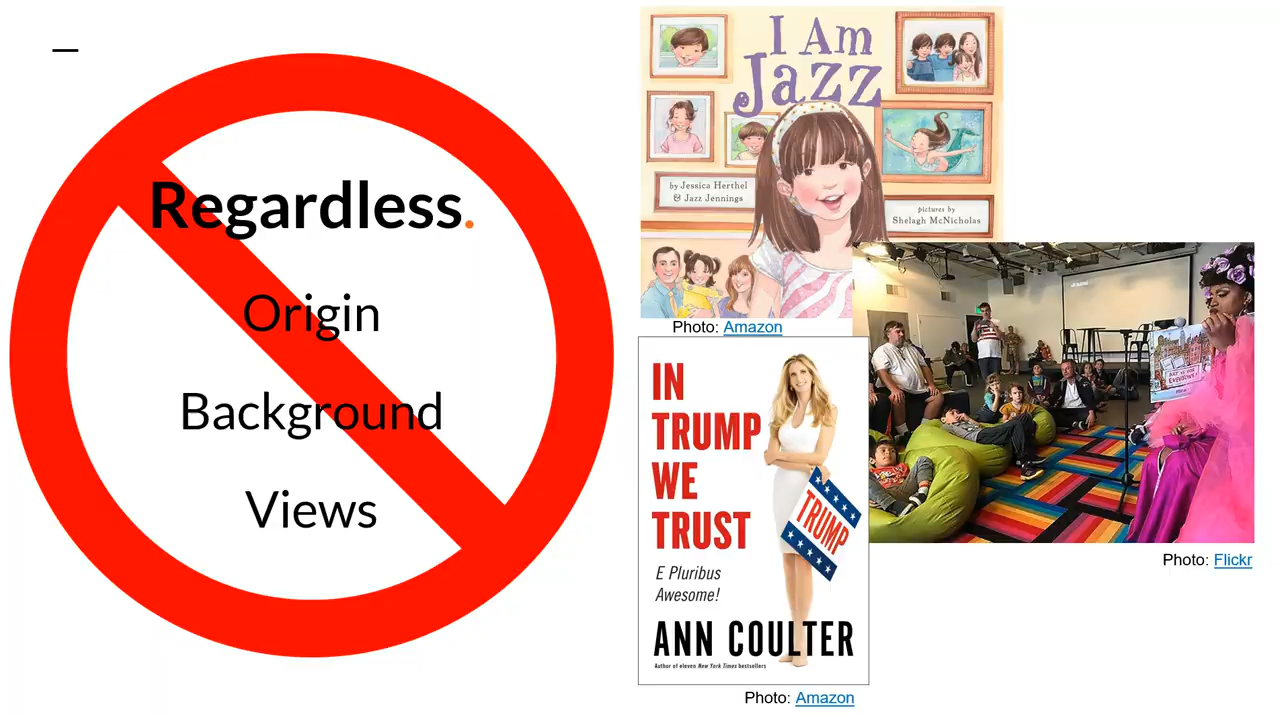 Regardless.
Origin
Background
Views
I Am
Jazz
by Jessica Herthel
& Jazz Jennings
pictures by
Shelagh McNicholas
Photo: Amazon
IN
TRUMP
WE
TRUST
E Pluribus
Awesome!
TRUMP
ANN COULTER
Author of eleven New York Times bestsellers
Photo: Amazon
Photo: Flickr